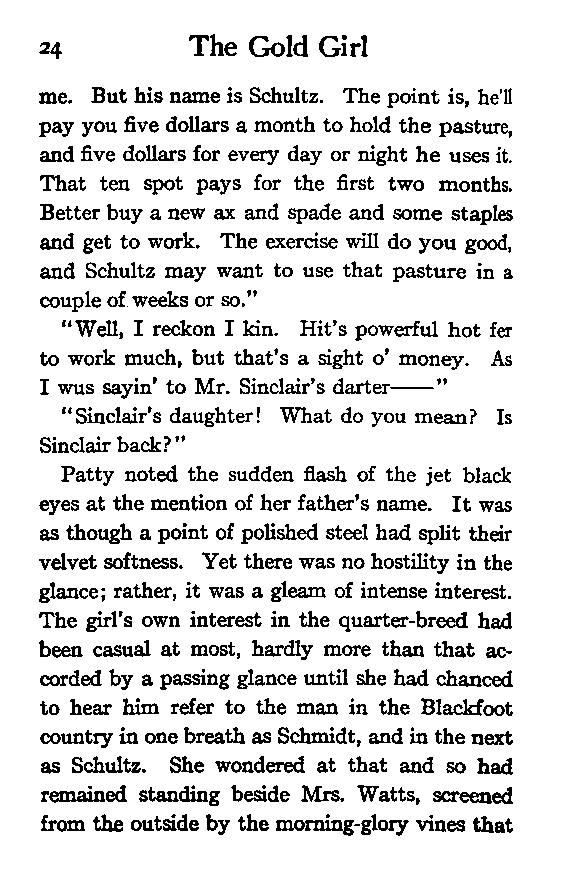 24 The Gold Girl
me. But his name is Schultz. The point is, he'll
pay you five dollars a month to hold the pasture,
and five dollars for every day or night he uses it.
That ten spot pays for the first two months.
Better buy a new ax and spade and some staples
and get to work. The exercise will do you good,
and Schultz may want to use that pasture in a
couple of weeks or so."
"Well, I reckon I kin. Hit's powerful hot fer
to work much, but that's a sight o' money. As
I wus sayin' to Mr. Sinclair's darter——"
"Sinclair's daughter! What do you mean? Is
Sinclair back?"
Patty noted the sudden flash of the jet black
eyes at the mention of her father's name. It was
as though a point of polished steel had split their
velvet softness. Yet there was no hostility in the
glance; rather, it was a gleam of intense interest.
The girl's own interest in the quarter-breed had
been casual at most, hardly more than that ac-
corded by a passing glance until she had chanced
to hear him refer to the man in the Blackfoot
country in one breath as Schmidt, and in the next
as Schultz. She wondered at that and so had
remained standing beside Mrs. Watts, screened
from the outside by the morning-glory vines that